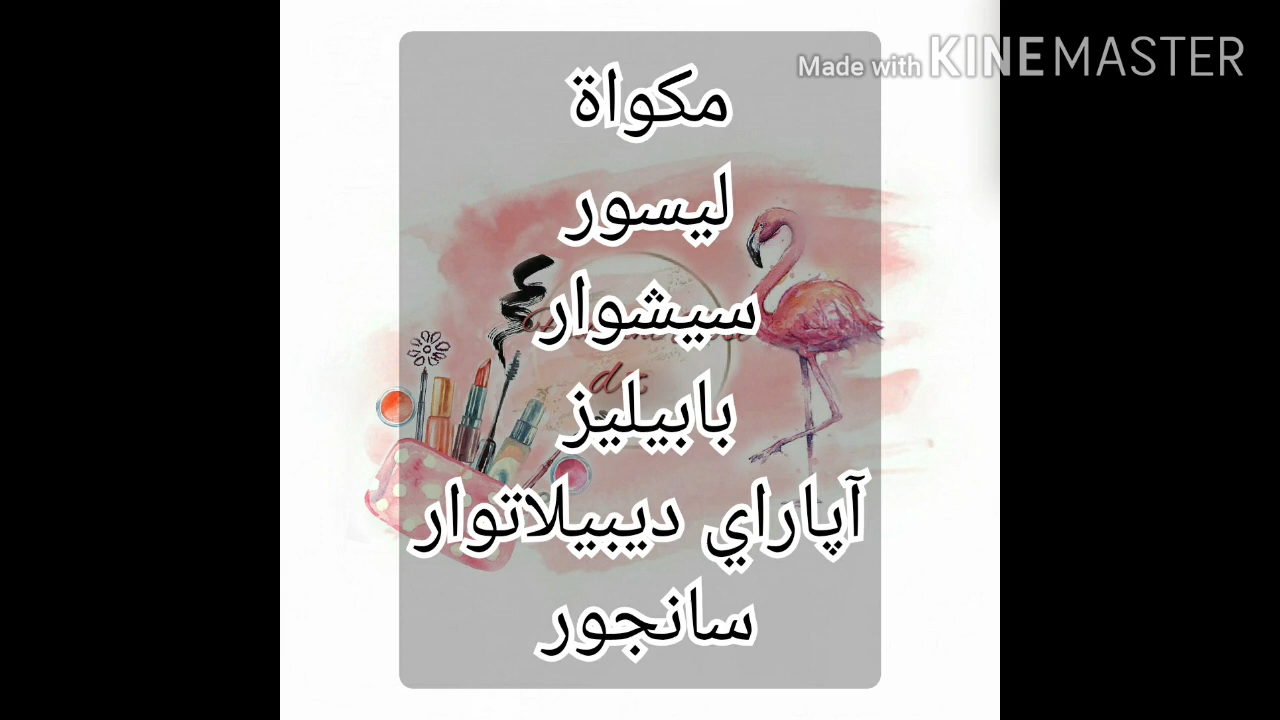 Made with KINEMASTER
مكواة
ليسور
سيشوار
بابيليز
آپاراي ديبيلاتوار
سانجور